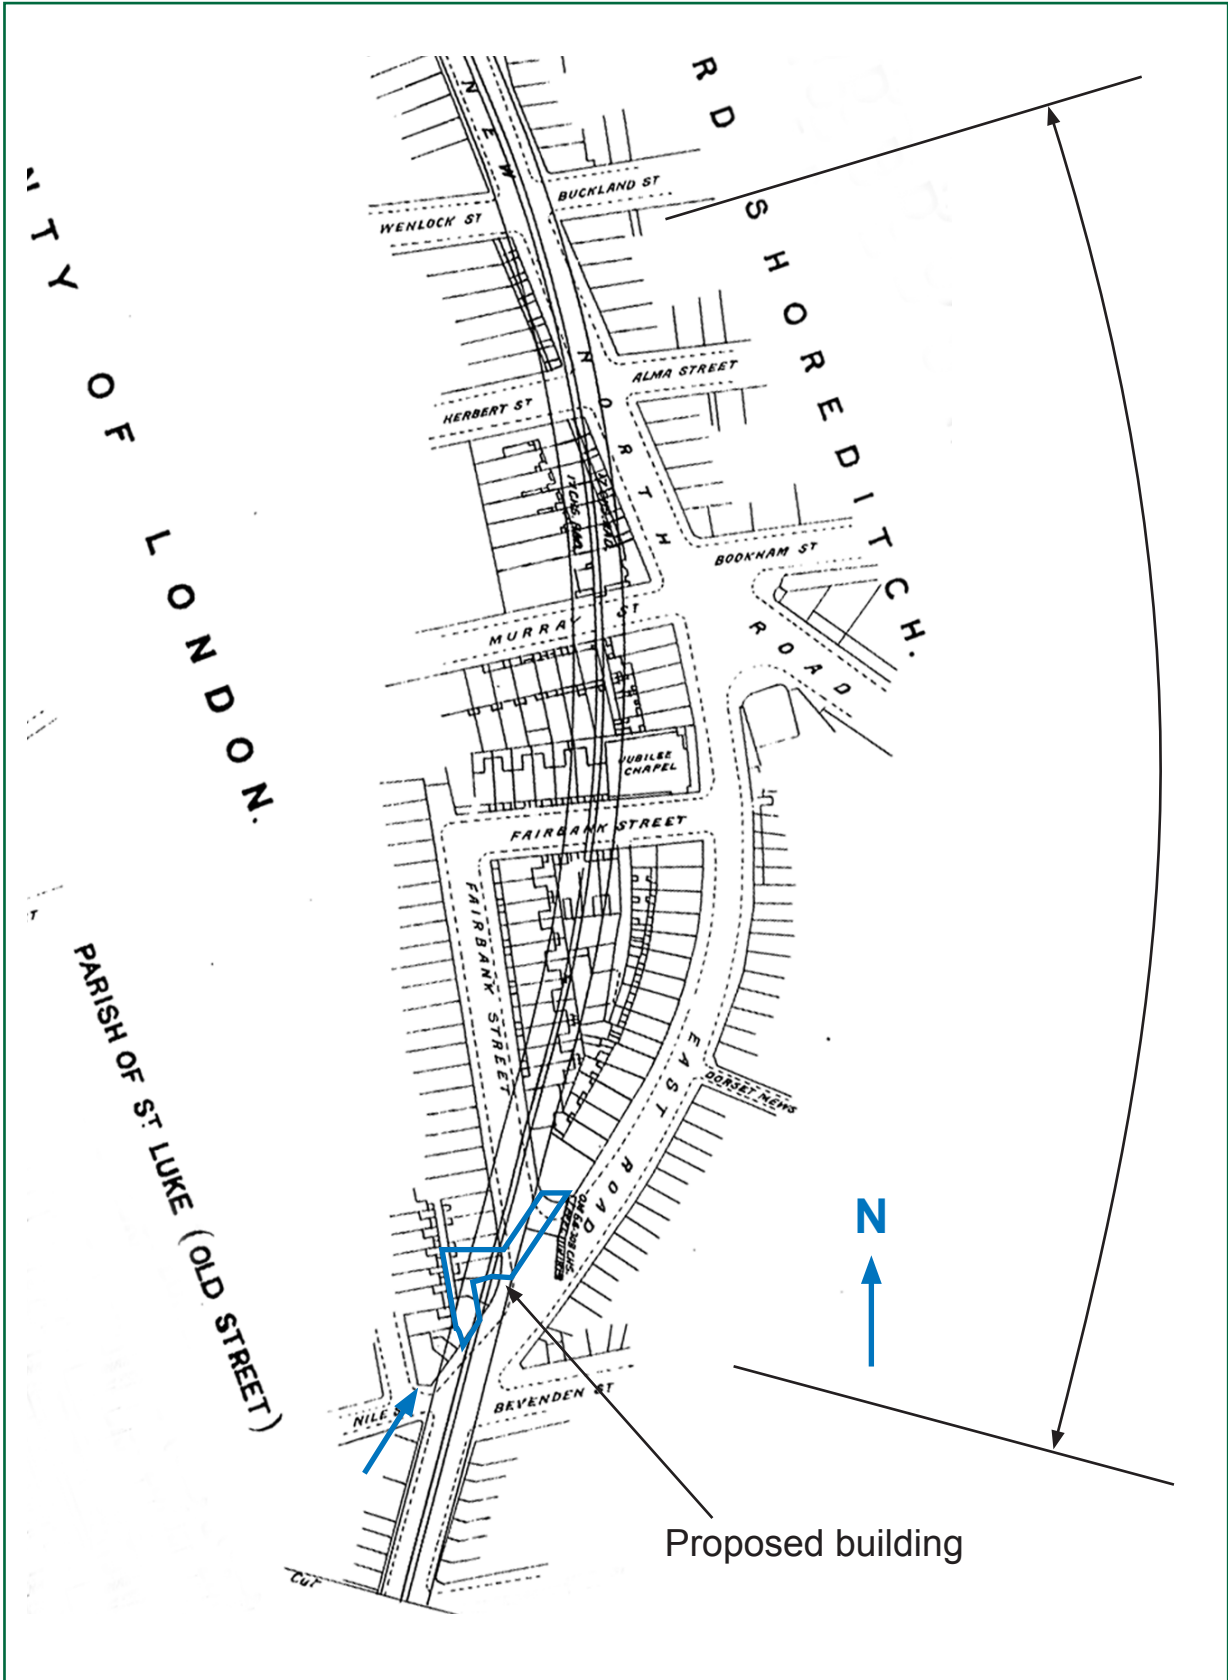 NEW
NORTH
ROAD
RD SHOREDITCH.
NTY OF LONDON.
BUCKLAND ST
WENLOCK ST
ALMA STREET
HERBERT ST
BOOKHAM ST
MURRAY ST
JUBILEE
CHAPEL
FAIRBANK STREET
FAIRBANK STREET
PARISH OF ST. LUKE (OLD STREET)
EAST ROAD
DORSET MEWS
N
NILE S
BEVENDEN ST
Proposed building
Cut